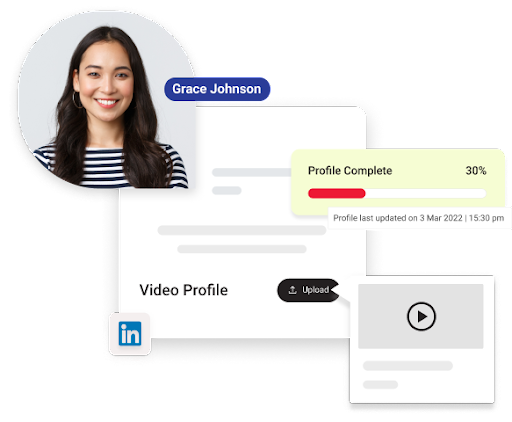 Grace Johnson
Profile Complete 30%
Profile last updated on 3 Mar 2022 | 15:30 pm
Video Profile
Upload
in